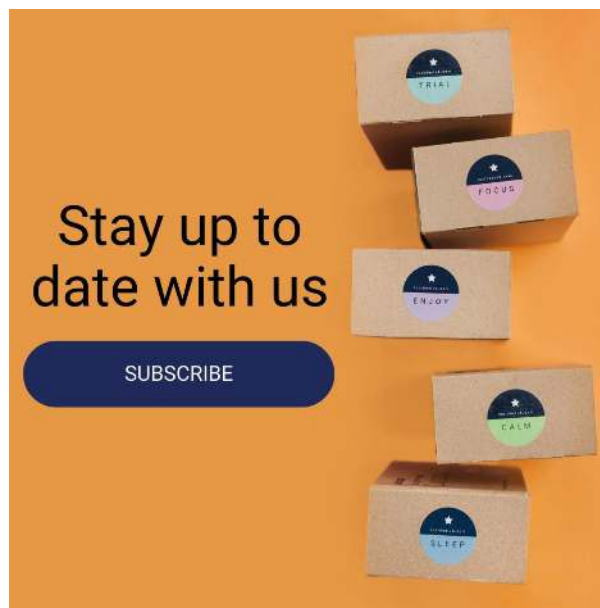 Stay up to
date with us
SUBSCRIBE
TRIAL
FOCUS
ENJOY
CALM
SLEEP